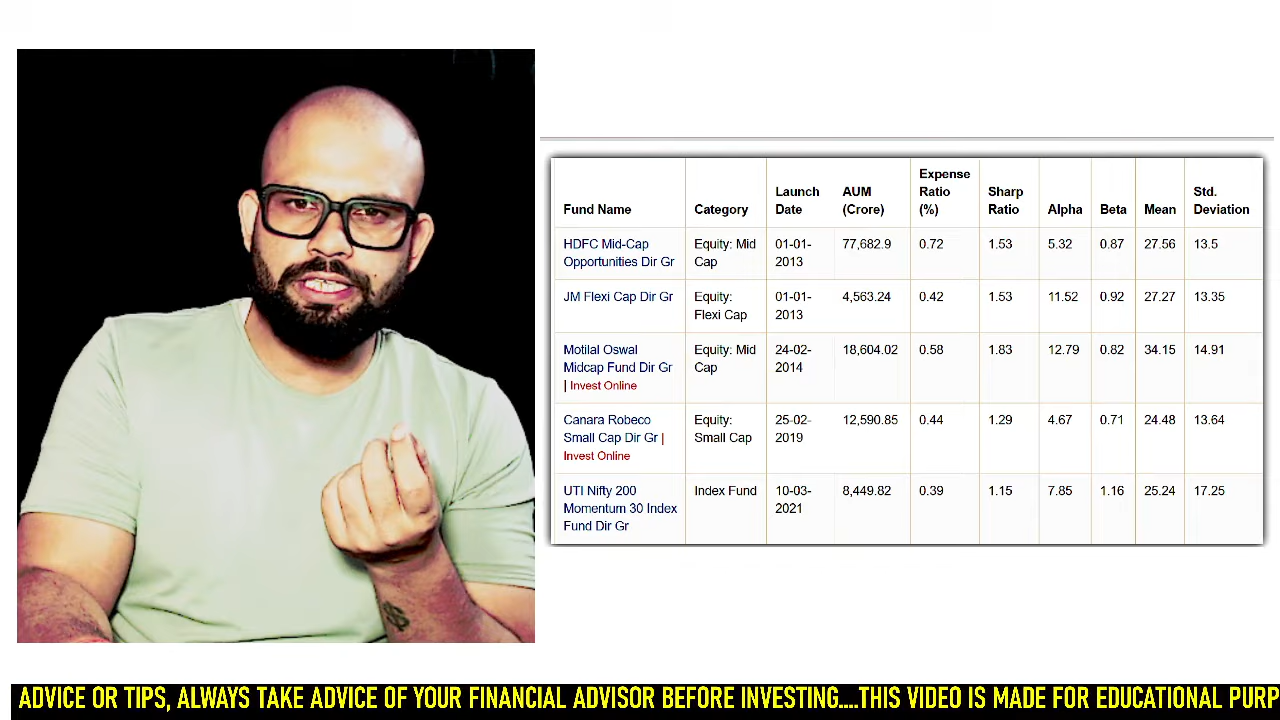 Fund Name Category Launch Date AUM (Crore) Expense Ratio (%) Sharp Ratio Alpha Beta Mean Std. Deviation
HDFC Mid-Cap Opportunities Dir Gr Equity: Mid Cap 01-01-2013 77,682.9 0.72 1.53 5.32 0.87 27.56 13.5
JM Flexi Cap Dir Gr Equity: Flexi Cap 01-01-2013 4,563.24 0.42 1.53 11.52 0.92 27.27 13.35
Motilal Oswal Midcap Fund Dir Gr | Invest Online Equity: Mid Cap 24-02-2014 18,604.02 0.58 1.83 12.79 0.82 34.15 14.91
Canara Robeco Small Cap Dir Gr | Invest Online Equity: Small Cap 25-02-2019 12,590.85 0.44 1.29 4.67 0.71 24.48 13.64
UTI Nifty 200 Momentum 30 Index Fund Dir Gr Index Fund 10-03-2021 8,449.82 0.39 1.15 7.85 1.16 25.24 17.25
ADVICE OR TIPS, ALWAYS TAKE ADVICE OF YOUR FINANCIAL ADVISOR BEFORE INVESTING....THIS VIDEO IS MADE FOR EDUCATIONAL PURP